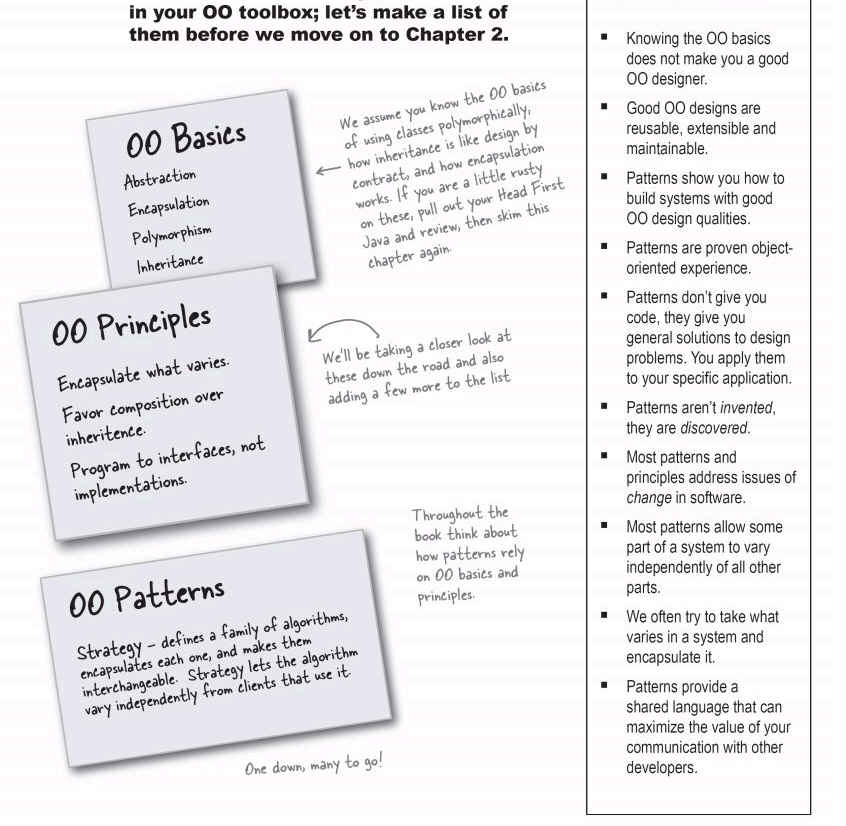 in your OO toolbox; let's make a list of
them before we move on to Chapter 2.
OO Basics
Abstraction
Encapsulation
Polymorphism
Inheritance
We assume you know the OO basics
of using classes polymorphically,
how inheritance is like design by
contract, and how encapsulation
works. If you are a little rusty
on these, pull out your Head First
Java and review, then skim this
chapter again.
OO Principles
Encapsulate what varies.
Favor composition over
inheritence.
Program to interfaces, not
implementations.
We'll be taking a closer look at
these down the road and also
adding a few more to the list
Throughout the
book think about
how patterns rely
on OO basics and
principles.
OO Patterns
Strategy – defines a family of algorithms,
encapsulates each one, and makes them
interchangeable. Strategy lets the algorithm
vary independently from clients that use it.
One down, many to go!
▪ Knowing the OO basics
does not make you a good
OO designer.
▪ Good OO designs are
reusable, extensible and
maintainable.
▪ Patterns show you how to
build systems with good
OO design qualities.
▪ Patterns are proven object-
oriented experience.
▪ Patterns don't give you
code, they give you
general solutions to design
problems. You apply them
to your specific application.
▪ Patterns aren't invented,
they are discovered.
▪ Most patterns and
principles address issues of
change in software.
▪ Most patterns allow some
part of a system to vary
independently of all other
parts.
▪ We often try to take what
varies in a system and
encapsulate it.
▪ Patterns provide a
shared language that can
maximize the value of your
communication with other
developers.